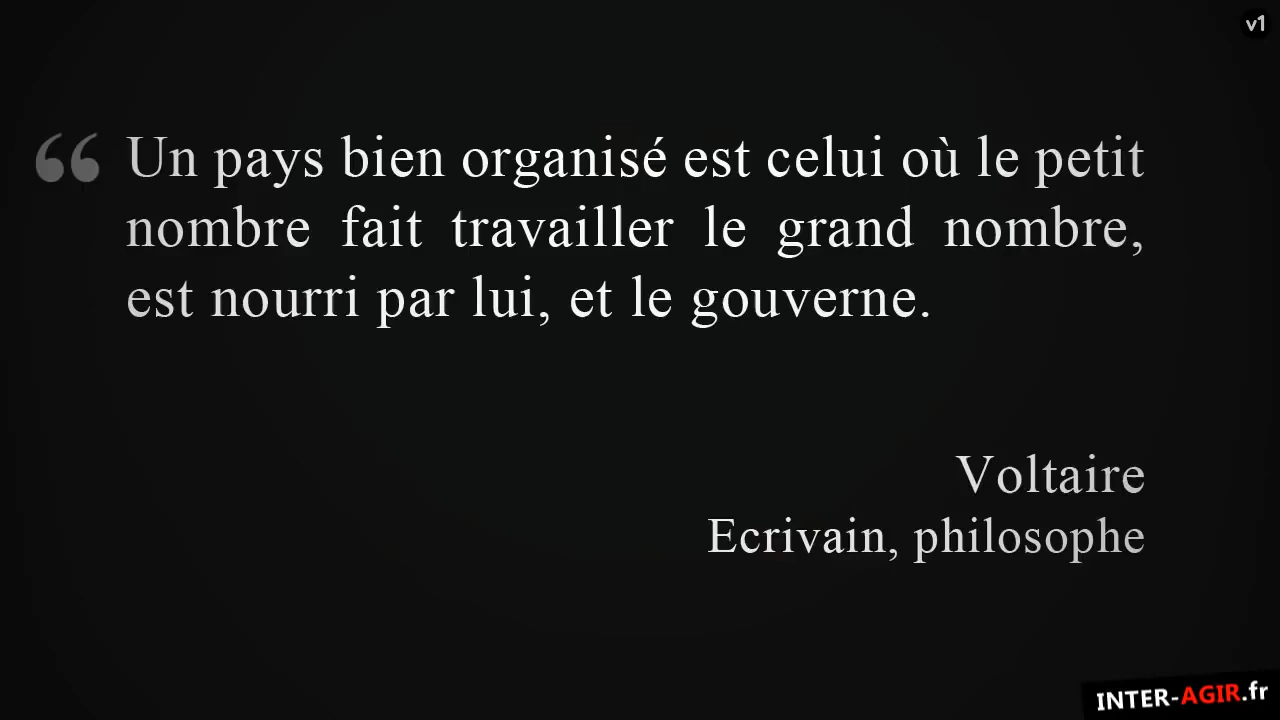 v1
“ Un pays bien organisé est celui où le petit
nombre fait travailler le grand nombre,
est nourri par lui, et le gouverne.
Voltaire
Ecrivain, philosophe
INTER-AGIR.fr